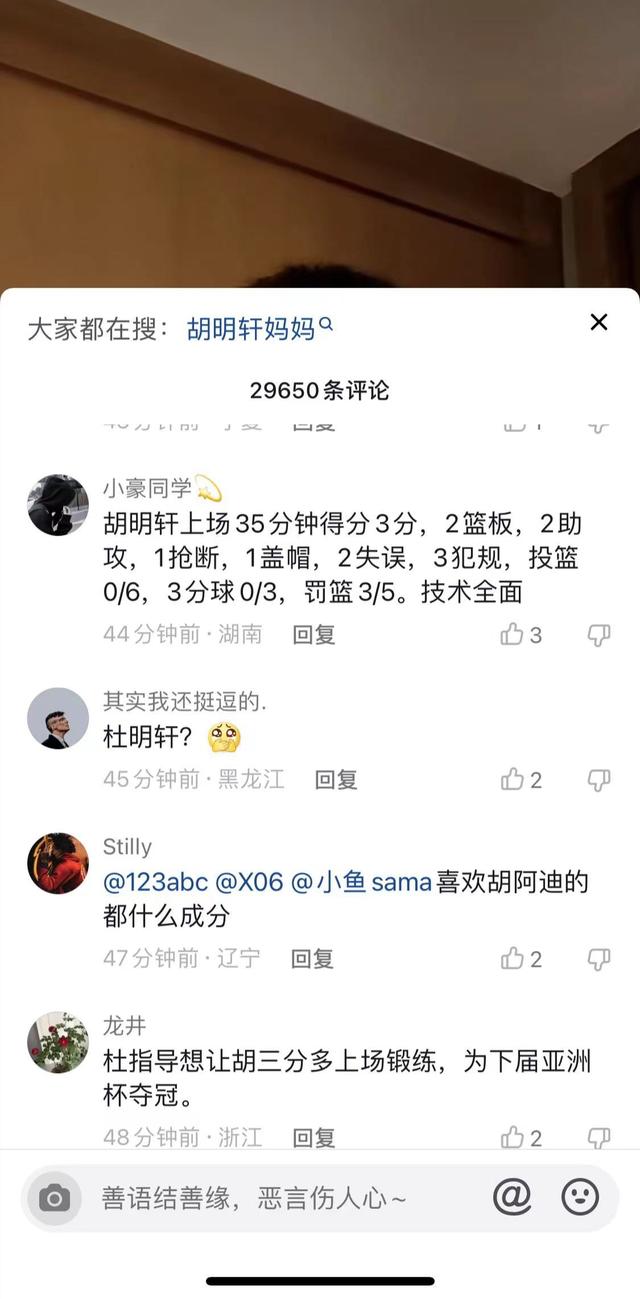 大家都在搜：胡明轩妈妈
29650条评论
回复
小豪同学
胡明轩上场35分钟得分3分，2篮板，2助
攻，1抢断，1盖帽，2失误，3犯规，投篮
0/6，3分球0/3，罚篮3/5。技术全面
44分钟前·湖南 回复 3
其实我还挺逗的.
杜明轩？
45分钟前·黑龙江 回复 2
Stilly
@123abc @X06 @小鱼sama喜欢胡阿迪的
都什么成分
47分钟前·辽宁 回复 2
龙井
杜指导想让胡三分多上场锻练，为下届亚洲
杯夺冠。
48分钟前·浙江 回复 2
善语结善缘，恶言伤人心~